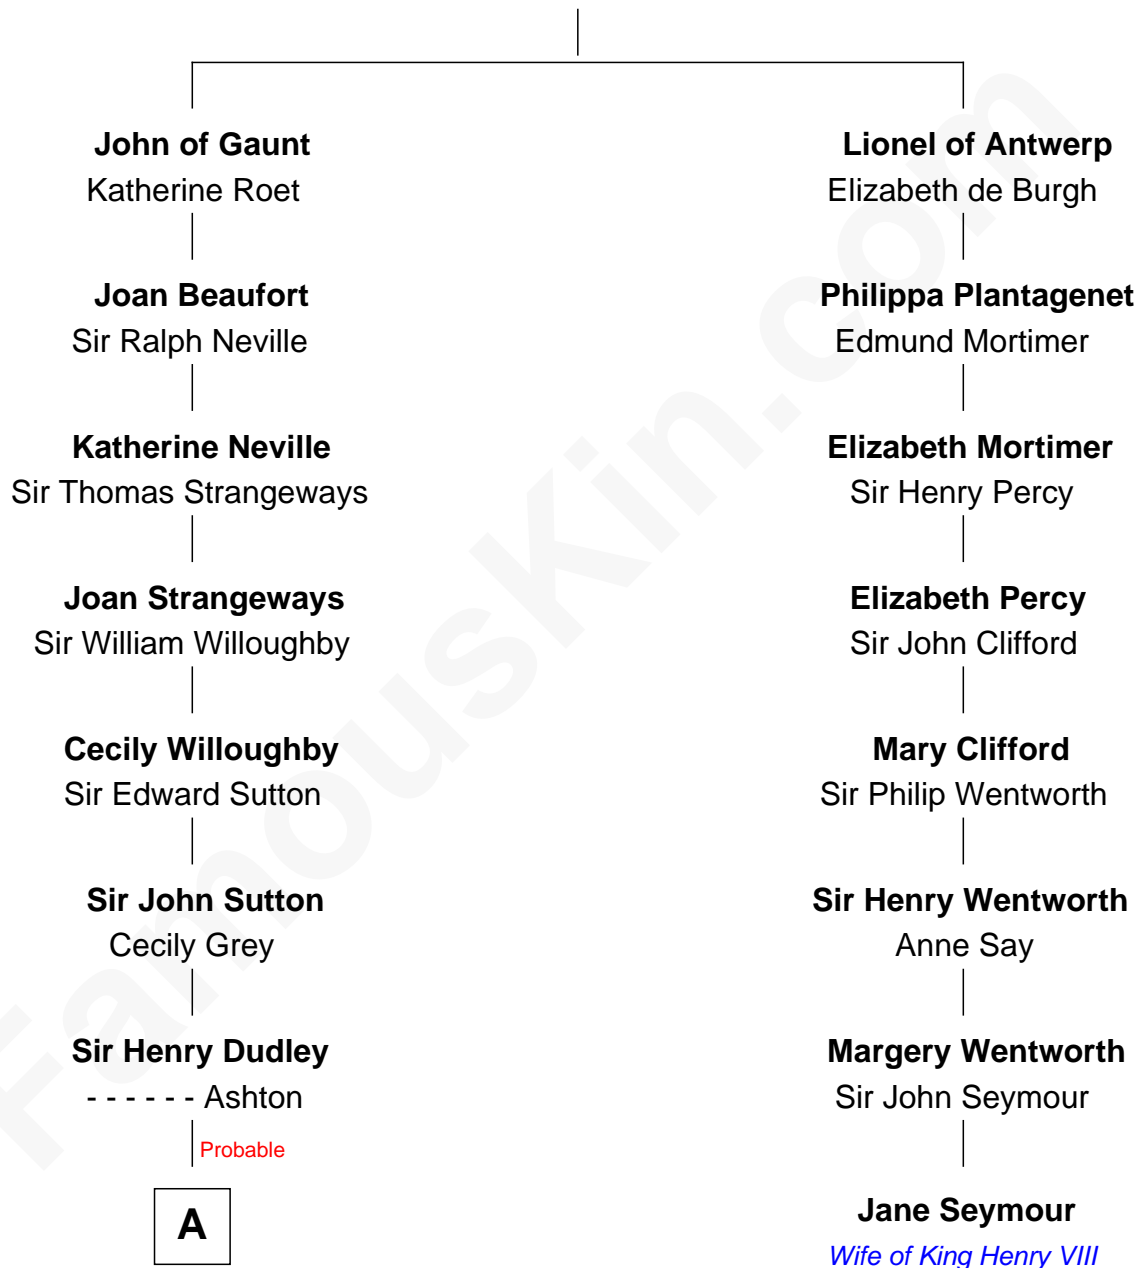 John of Gaunt
Katherine Roet
Lionel of Antwerp
Elizabeth de Burgh
Joan Beaufort
Sir Ralph Neville
Philippa Plantagenet
Edmund Mortimer
Katherine Neville
Sir Thomas Strangeways
Elizabeth Mortimer
Sir Henry Percy
Joan Strangeways
Sir William Willoughby
Elizabeth Percy
Sir John Clifford
Cecily Willoughby
Sir Edward Sutton
Mary Clifford
Sir Philip Wentworth
Sir John Sutton
Cecily Grey
Sir Henry Wentworth
Anne Say
Sir Henry Dudley
- - - - - - Ashton
Margery Wentworth
Sir John Seymour
Probable
A
Jane Seymour
Wife of King Henry VIII
FamousKin.com